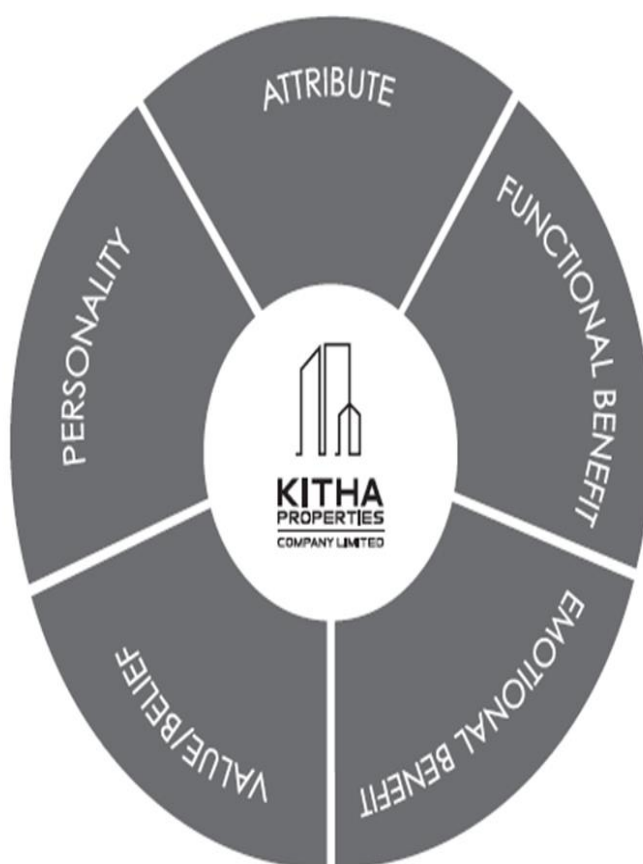 ATTRIBUTE
FUNCTIONAL BENEFIT
EMOTIONAL BENEFIT
VALUE/BELIEF
PERSONALITY
KITHA
PROPERTIES
COMPANY LIMITED